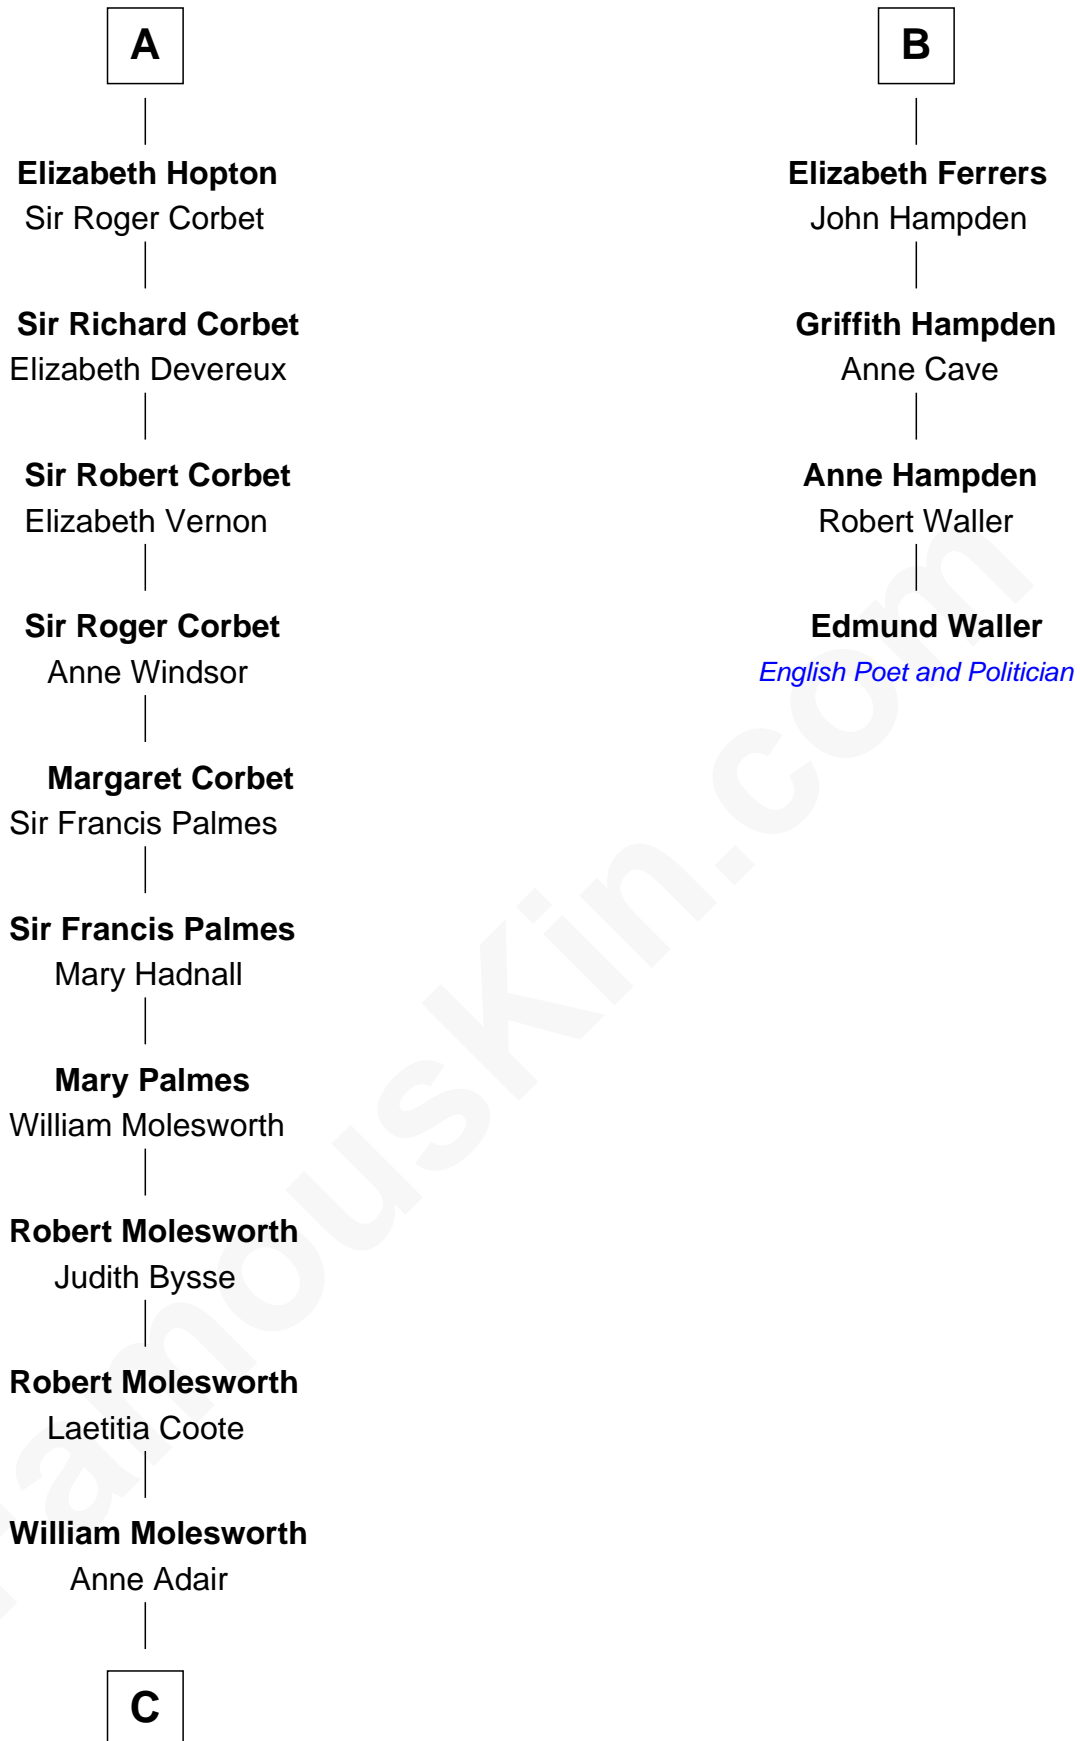 A
Elizabeth Hopton
Sir Roger Corbet
Sir Richard Corbet
Elizabeth Devereux
Sir Robert Corbet
Elizabeth Vernon
Sir Roger Corbet
Anne Windsor
Margaret Corbet
Sir Francis Palmes
Sir Francis Palmes
Mary Hadnall
Mary Palmes
William Molesworth
Robert Molesworth
Judith Bysse
Robert Molesworth
Laetitia Coote
William Molesworth
Anne Adair
C
B
Elizabeth Ferrers
John Hampden
Griffith Hampden
Anne Cave
Anne Hampden
Robert Waller
Edmund Waller
English Poet and Politician
FamousKin.com